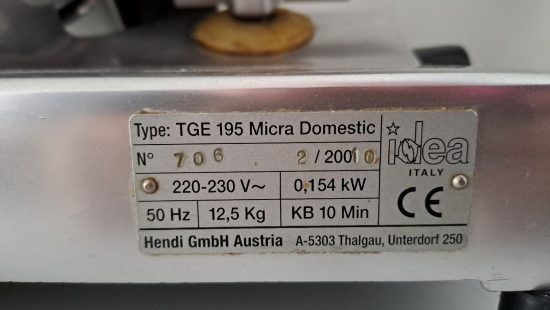 Type: TGE 195 Micra Domestic
N° 706 2/20010
idea
ITALY
220-230 V~ 0,154 kW
50 Hz 12,5 Kg KB 10 Min
CE
Hendi GmbH Austria A-5303 Thalgau, Unterdorf 250